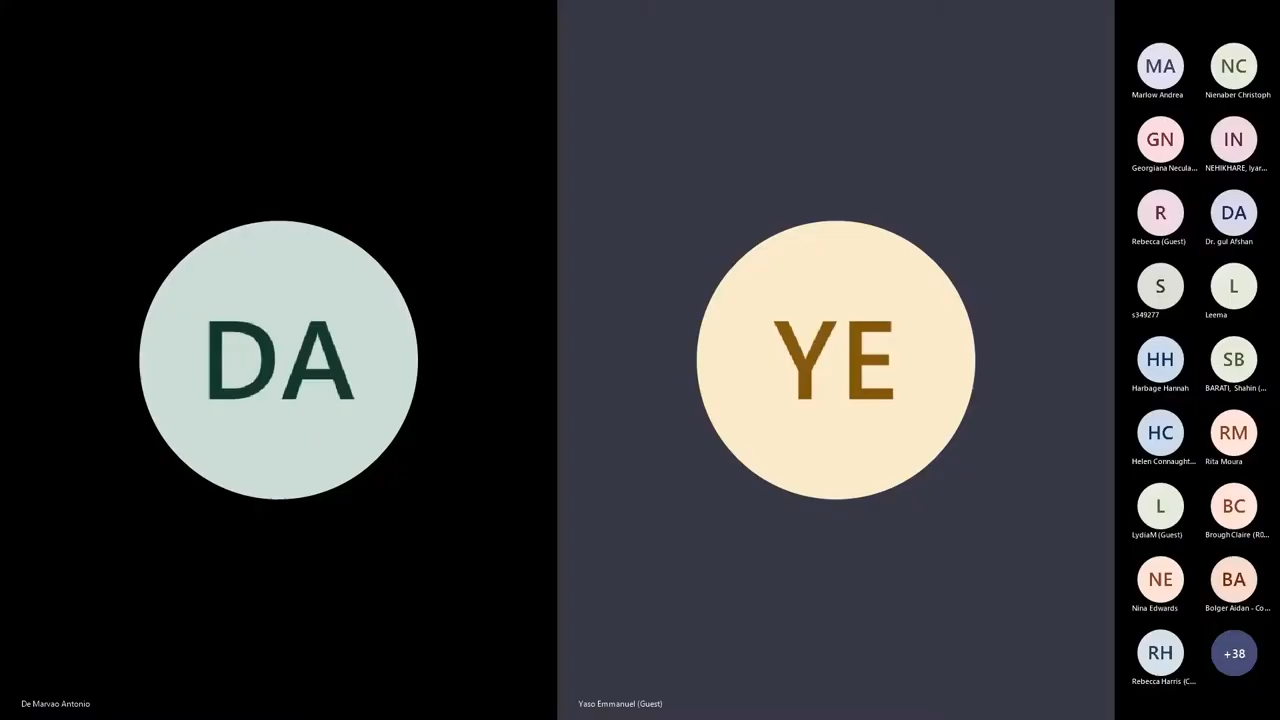 DA
De Marvao Antonio
YE
Yaso Emmanuel (Guest)
MA
Marlow Andrea
NC
Nienaber Christoph
GN
Georgiana Necula...
IN
NEHIKHARE, Iyar...
R
Rebecca (Guest)
DA
Dr. gul Afshan
S
s349277
L
Leema
HH
Harbage Hannah
SB
BARATI, Shahin (...
HC
Helen Connaught...
RM
Rita Moura
L
LydiaM (Guest)
BC
Brough Claire (R0...
NE
Nina Edwards
BA
Bolger Aidan - Co...
RH
Rebecca Harris (C...
+38